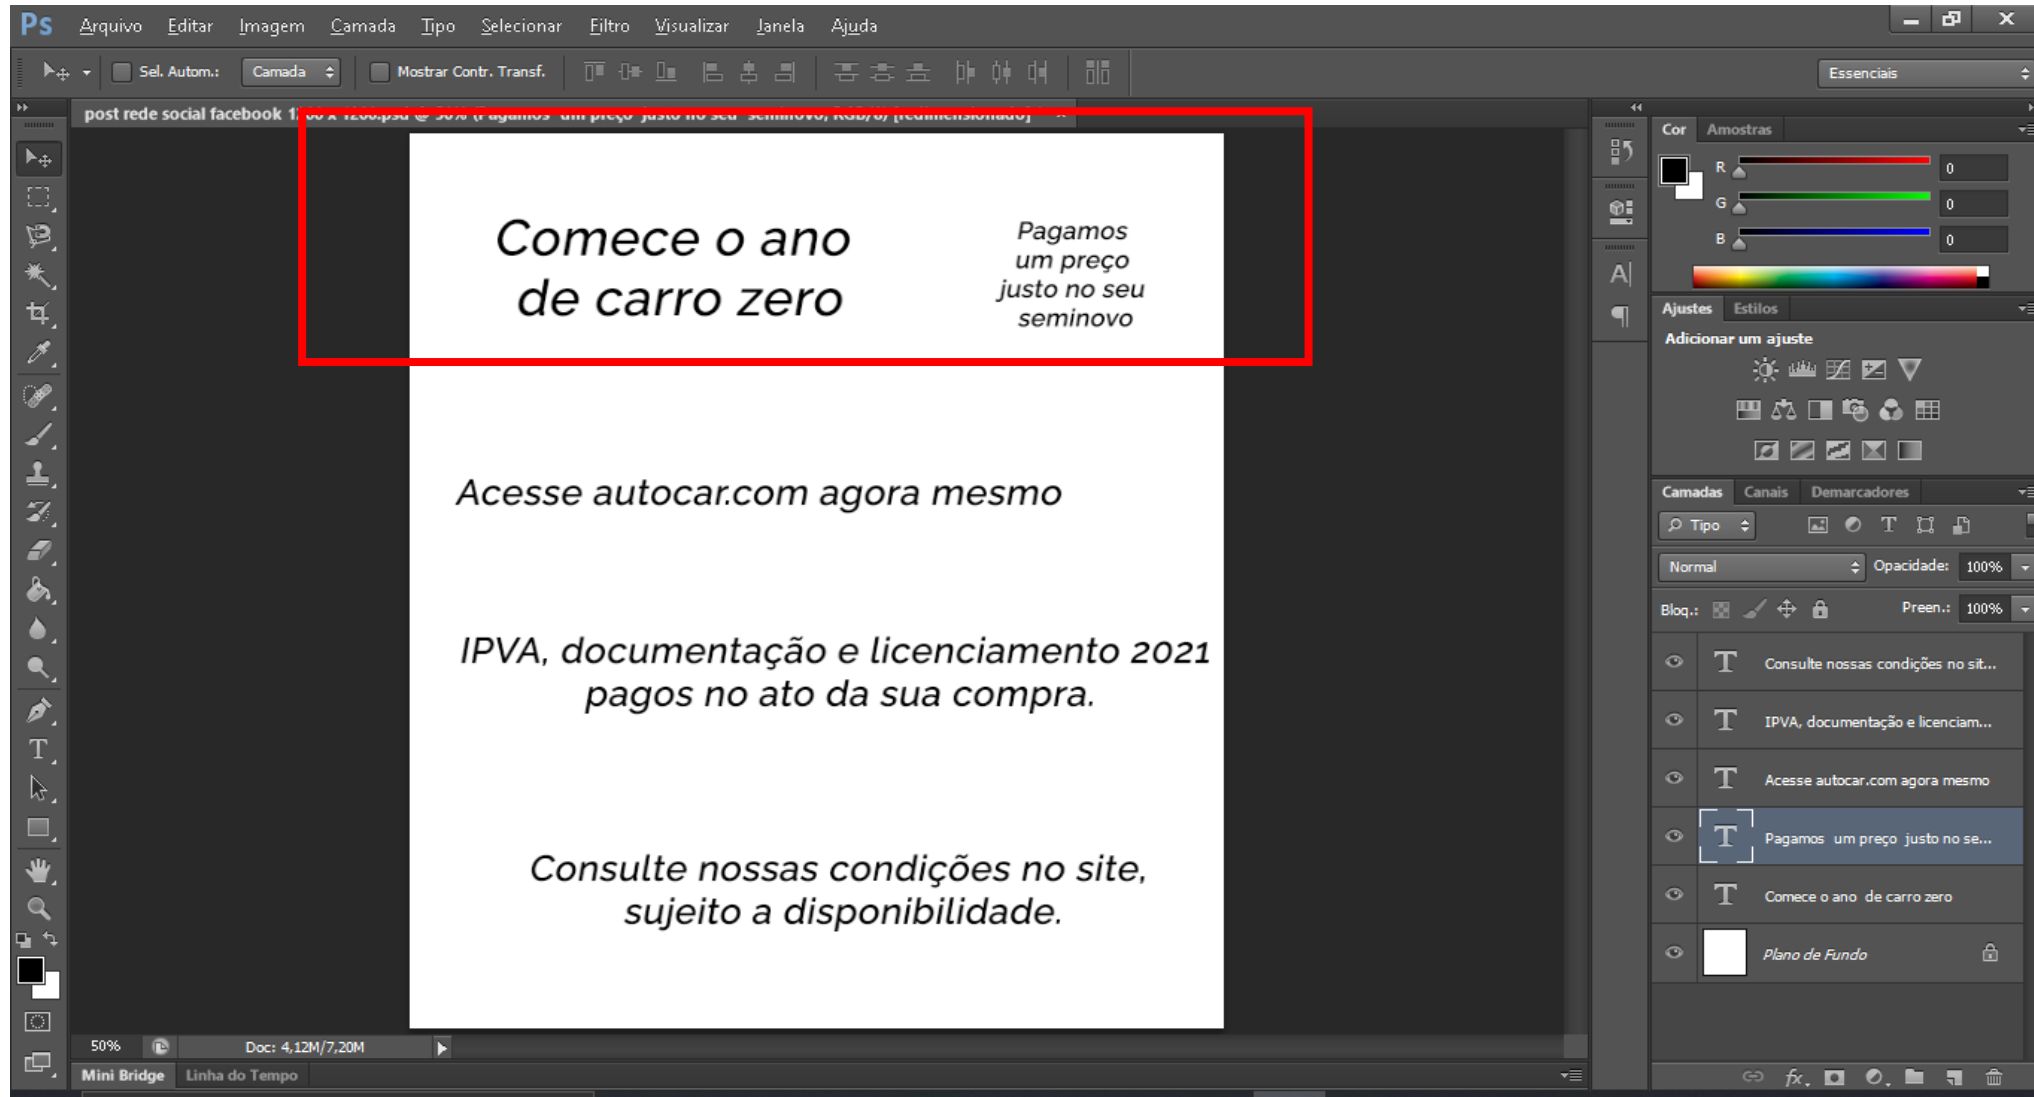 Ps Arquivo Editar Imagem Camada Tipo Selecionar Filtro Visualizar Janela Ajuda
Sel. Autom.: Camada Mostrar Contr. Transf. Essenciais
post rede social facebook
Comece o ano
de carro zero
Pagamos
um preço
justo no seu
seminovo
Acesse autocar.com agora mesmo
IPVA, documentação e licenciamento 2021
pagos no ato da sua compra.
Consulte nossas condições no site,
sujeito a disponibilidade.
Cor Amostras
R 0
G 0
B 0
Ajustes Estilos
Adicionar um ajuste
Camadas Canais Demarcadores
Tipo
Normal Opacidade: 100%
Bloq.: Preen.: 100%
Consulte nossas condições no sit...
IPVA, documentação e licenciam...
Acesse autocar.com agora mesmo
Pagamos um preço justo no se...
Comece o ano de carro zero
Plano de Fundo
50% Doc: 4,12M/7,20M
Mini Bridge Linha do Tempo